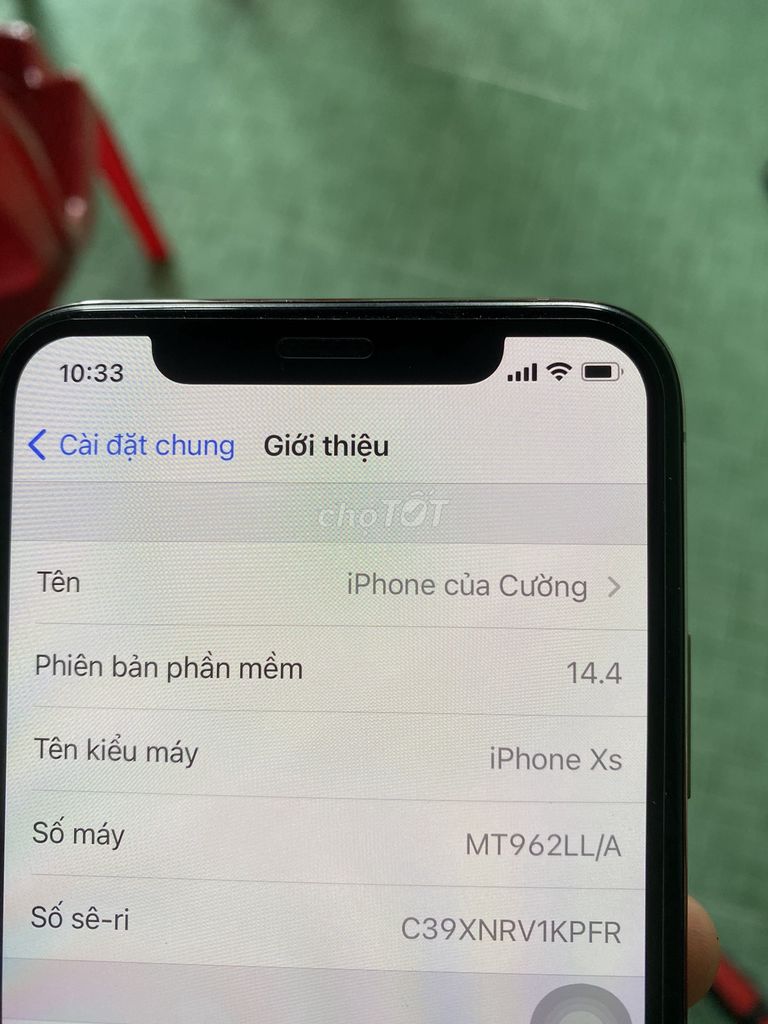 10:33
Cài đặt chung Giới thiệu
chợTỐT
Tên iPhone của Cường
Phiên bản phần mềm 14.4
Tên kiểu máy iPhone Xs
Số máy MT962LL/A
Số sê-ri C39XNRV1KPFR